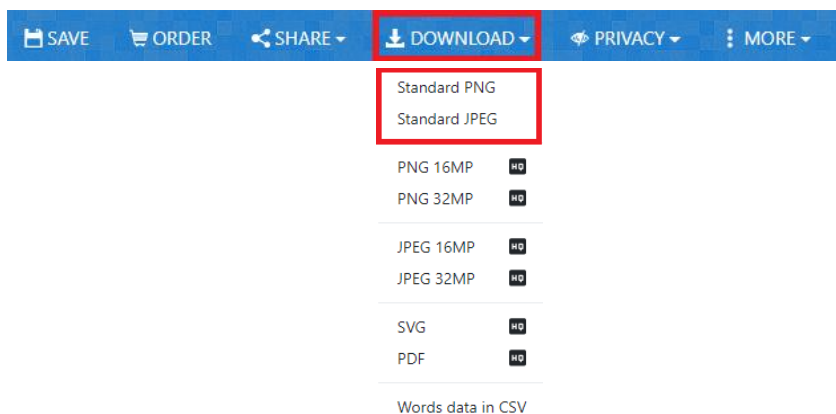 SAVE ORDER SHARE DOWNLOAD PRIVACY MORE
Standard PNG
Standard JPEG
PNG 16MP HQ
PNG 32MP HQ
JPEG 16MP HQ
JPEG 32MP HQ
SVG HQ
PDF HQ
Words data in CSV